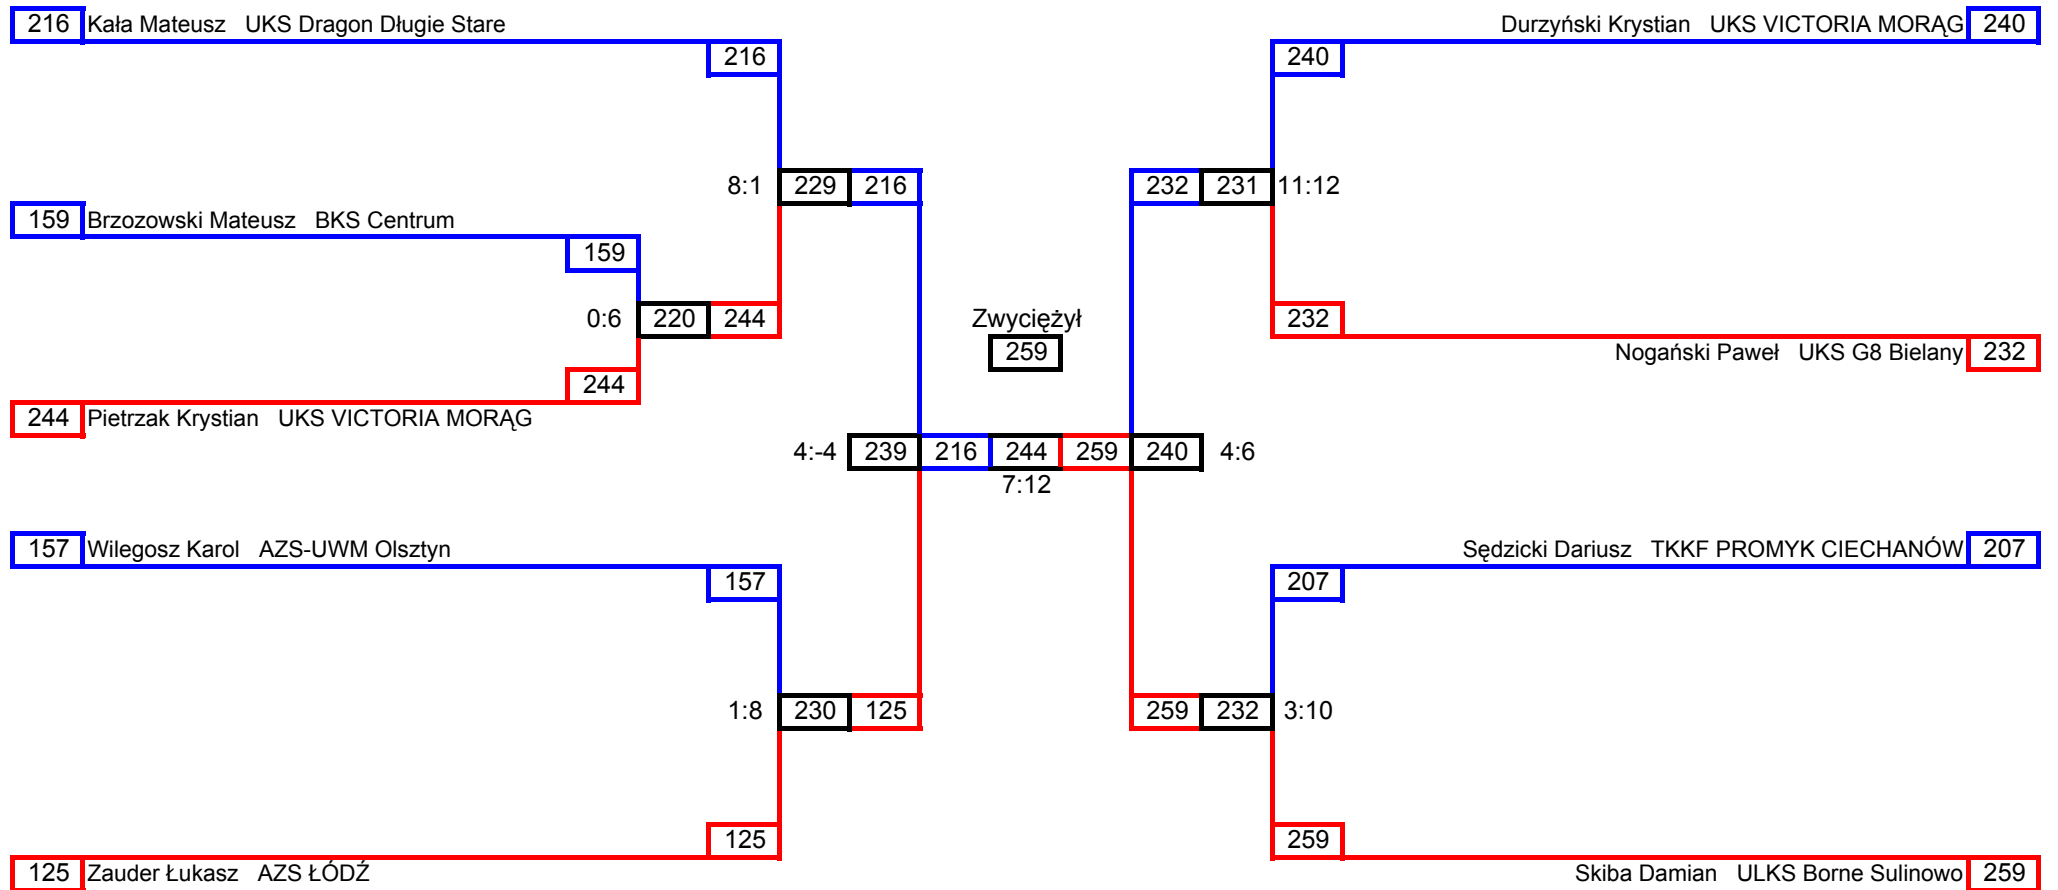 216 Kała Mateusz UKS Dragon Długie Stare
Durzyński Krystian UKS VICTORIA MORĄG 240
216
240
8:1 229 216
232 231 11:12
159 Brzozowski Mateusz BKS Centrum
159
0:6 220 244
Zwyciężył
259
232
Nogański Paweł UKS G8 Bielany 232
244
244 Pietrzak Krystian UKS VICTORIA MORĄG
4:-4 239 216 244 259 240 4:6
7:12
157 Wilegosz Karol AZS-UWM Olsztyn
Sędzicki Dariusz TKKF PROMYK CIECHANÓW 207
157
207
1:8 230 125
259 232 3:10
125
259
125 Zauder Łukasz AZS ŁÓDŹ
Skiba Damian ULKS Borne Sulinowo 259